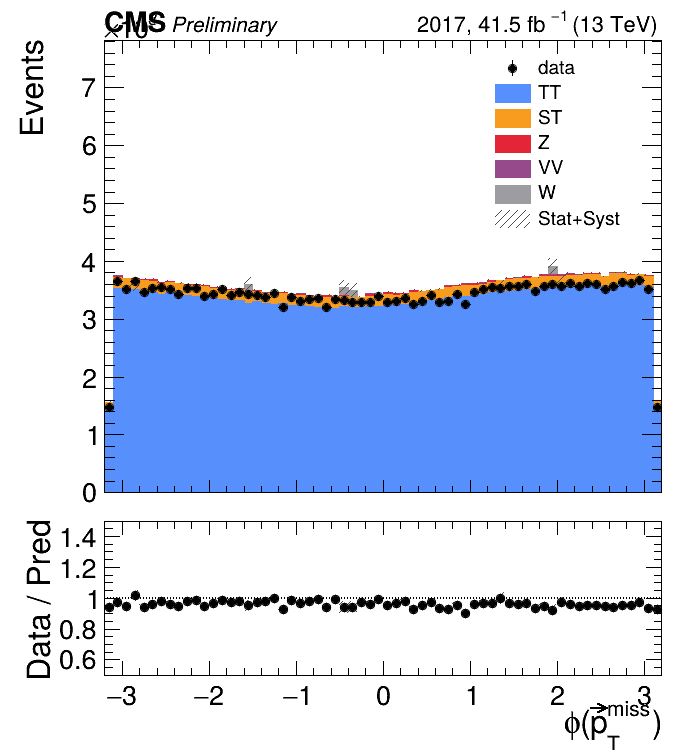 CMS Preliminary 2017, 41.5 fb⁻¹ (13 TeV)
Events
7
6
5
4
3
2
1
0
data
TT
ST
Z
VV
W
Stat+Syst
Data / Pred
1.4
1.2
1
0.8
0.6
−3 −2 −1 0 1 2 3
ϕ(p⃗_T^miss)